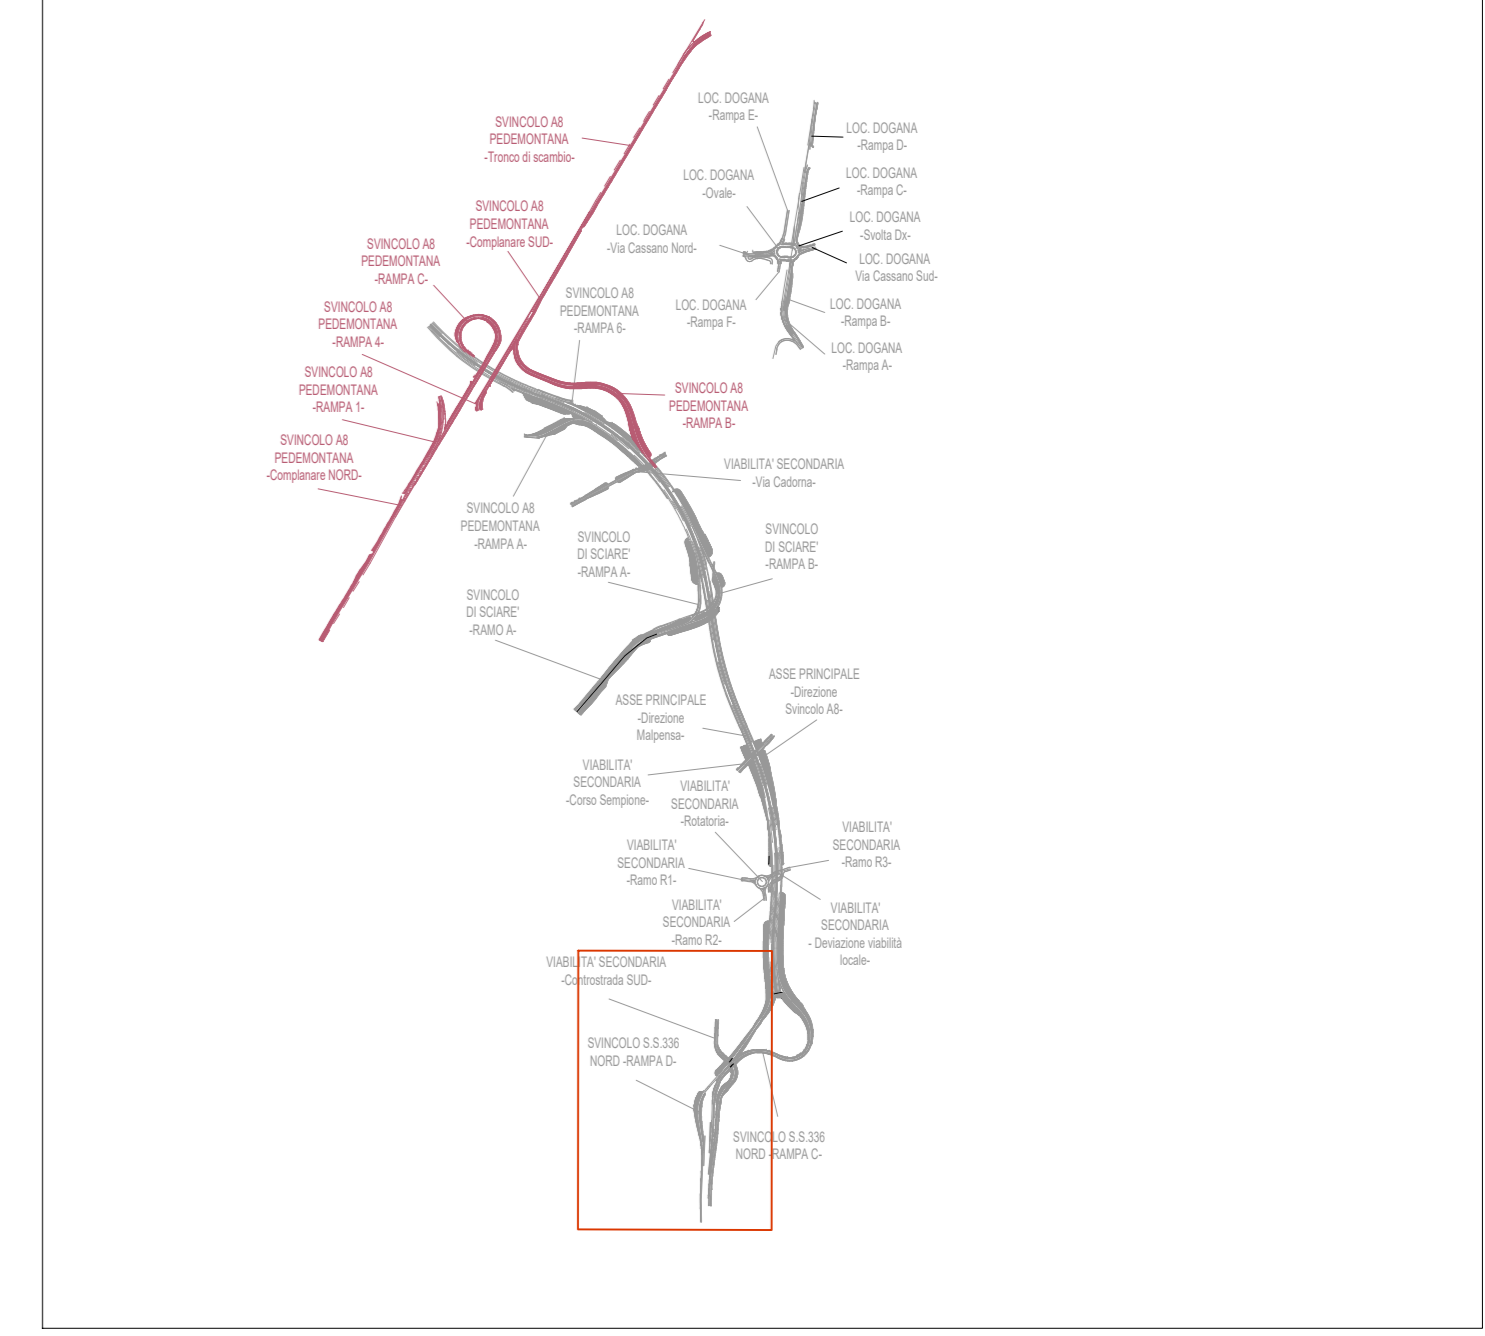 LOC. DOGANA
-Rampa E-
SVINCOLO A8
PEDEMONTANA
-Tronco di scambio-
LOC. DOGANA
-Rampa D-
LOC. DOGANA
-Ovale-
LOC. DOGANA
-Rampa C-
SVINCOLO A8
PEDEMONTANA
-Complanare SUD-
LOC. DOGANA
-Svolta Dx-
LOC. DOGANA
-Via Cassano Nord-
SVINCOLO A8
PEDEMONTANA
-RAMPA C-
LOC. DOGANA
Via Cassano Sud-
SVINCOLO A8
PEDEMONTANA
-RAMPA 6-
LOC. DOGANA
-Rampa F-
LOC. DOGANA
-Rampa B-
SVINCOLO A8
PEDEMONTANA
-RAMPA 4-
LOC. DOGANA
-Rampa A-
SVINCOLO A8
PEDEMONTANA
-RAMPA 1-
SVINCOLO A8
PEDEMONTANA
-RAMPA B-
SVINCOLO A8
PEDEMONTANA
-Complanare NORD-
VIABILITA' SECONDARIA
-Via Cadorna-
SVINCOLO A8
PEDEMONTANA
-RAMPA A-
SVINCOLO
DI SCIARE'
-RAMPA A-
SVINCOLO
DI SCIARE'
-RAMPA B-
SVINCOLO
DI SCIARE'
-RAMO A-
ASSE PRINCIPALE
-Direzione
Svincolo A8-
ASSE PRINCIPALE
-Direzione
Malpensa-
VIABILITA'
SECONDARIA
-Corso Sempione-
VIABILITA'
SECONDARIA
-Rotatoria-
VIABILITA'
SECONDARIA
-Ramo R3-
VIABILITA'
SECONDARIA
-Ramo R1-
VIABILITA'
SECONDARIA
-Ramo R2-
VIABILITA'
SECONDARIA
- Deviazione viabilità
locale-
VIABILITA' SECONDARIA
-Controstrada SUD-
SVINCOLO S.S.336
NORD -RAMPA D-
SVINCOLO S.S.336
NORD -RAMPA C-